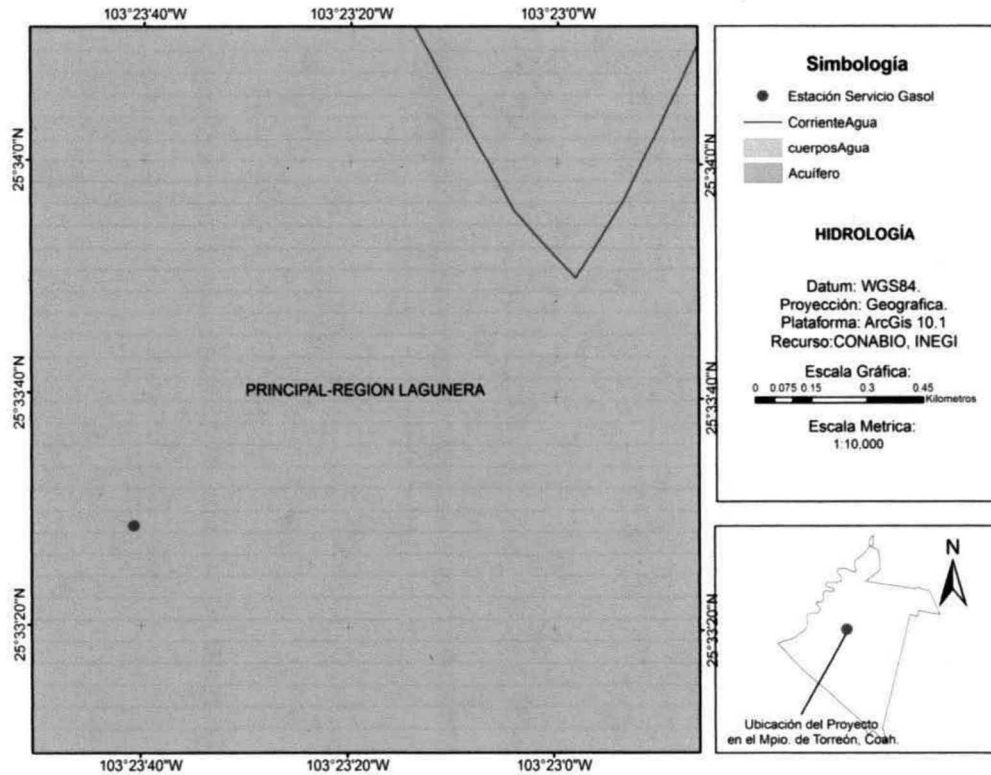 103°23'40"W
103°23'20"W
103°23'0"W
25°34'0"N
25°33'40"N
25°33'20"N
PRINCIPAL-REGION LAGUNERA
25°34'0"N
25°33'40"N
25°33'20"N
103°23'40"W
103°23'20"W
103°23'0"W
Simbología
Estación Servicio Gasol
CorrienteAgua
cuerposAgua
Acuífero
HIDROLOGÍA
Datum: WGS84.
Proyección: Geografica.
Plataforma: ArcGis 10.1
Recurso:CONABIO, INEGI
Escala Gráfica:
0 0.075 0.15 0.3 0.45
Kilometros
Escala Metrica:
1:10,000
N
Ubicación del Proyecto
en el Mpio. de Torreón, Coah.